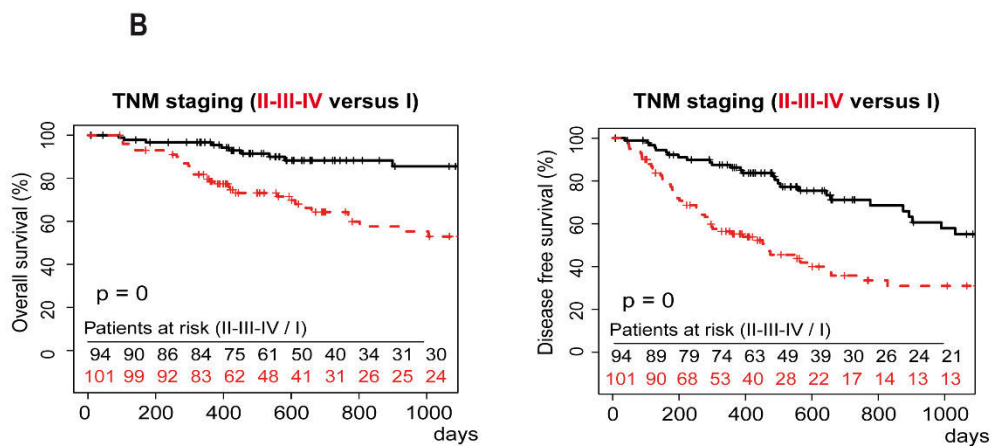 B
TNM staging (II-III-IV versus I)
Overall survival (%)
100
80
60
40
20
0
p = 0
Patients at risk (II-III-IV / I)
94 90 86 84 75 61 50 40 34 31 30
101 99 92 83 62 48 41 31 26 25 24
0 200 400 600 800 1000
days
TNM staging (II-III-IV versus I)
Disease free survival (%)
100
80
60
40
20
0
p = 0
Patients at risk (II-III-IV / I)
94 89 79 74 63 49 39 30 26 24 21
101 90 68 53 40 28 22 17 14 13 13
0 200 400 600 800 1000
days